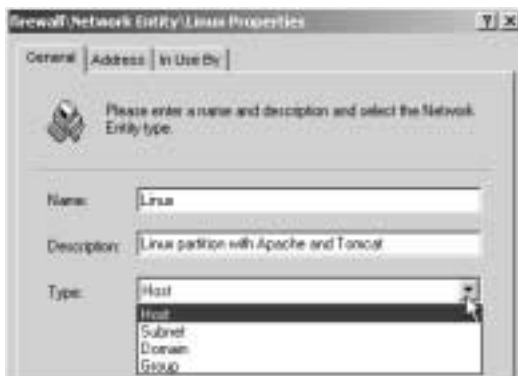 firewall\Network Entity\Linux Properties
General Address In Use By
Please enter a name and description and select the Network
Entity type.
Name: Linux
Description: Linux partition with Apache and Tomcat
Type: Host
Host
Subnet
Domain
Group